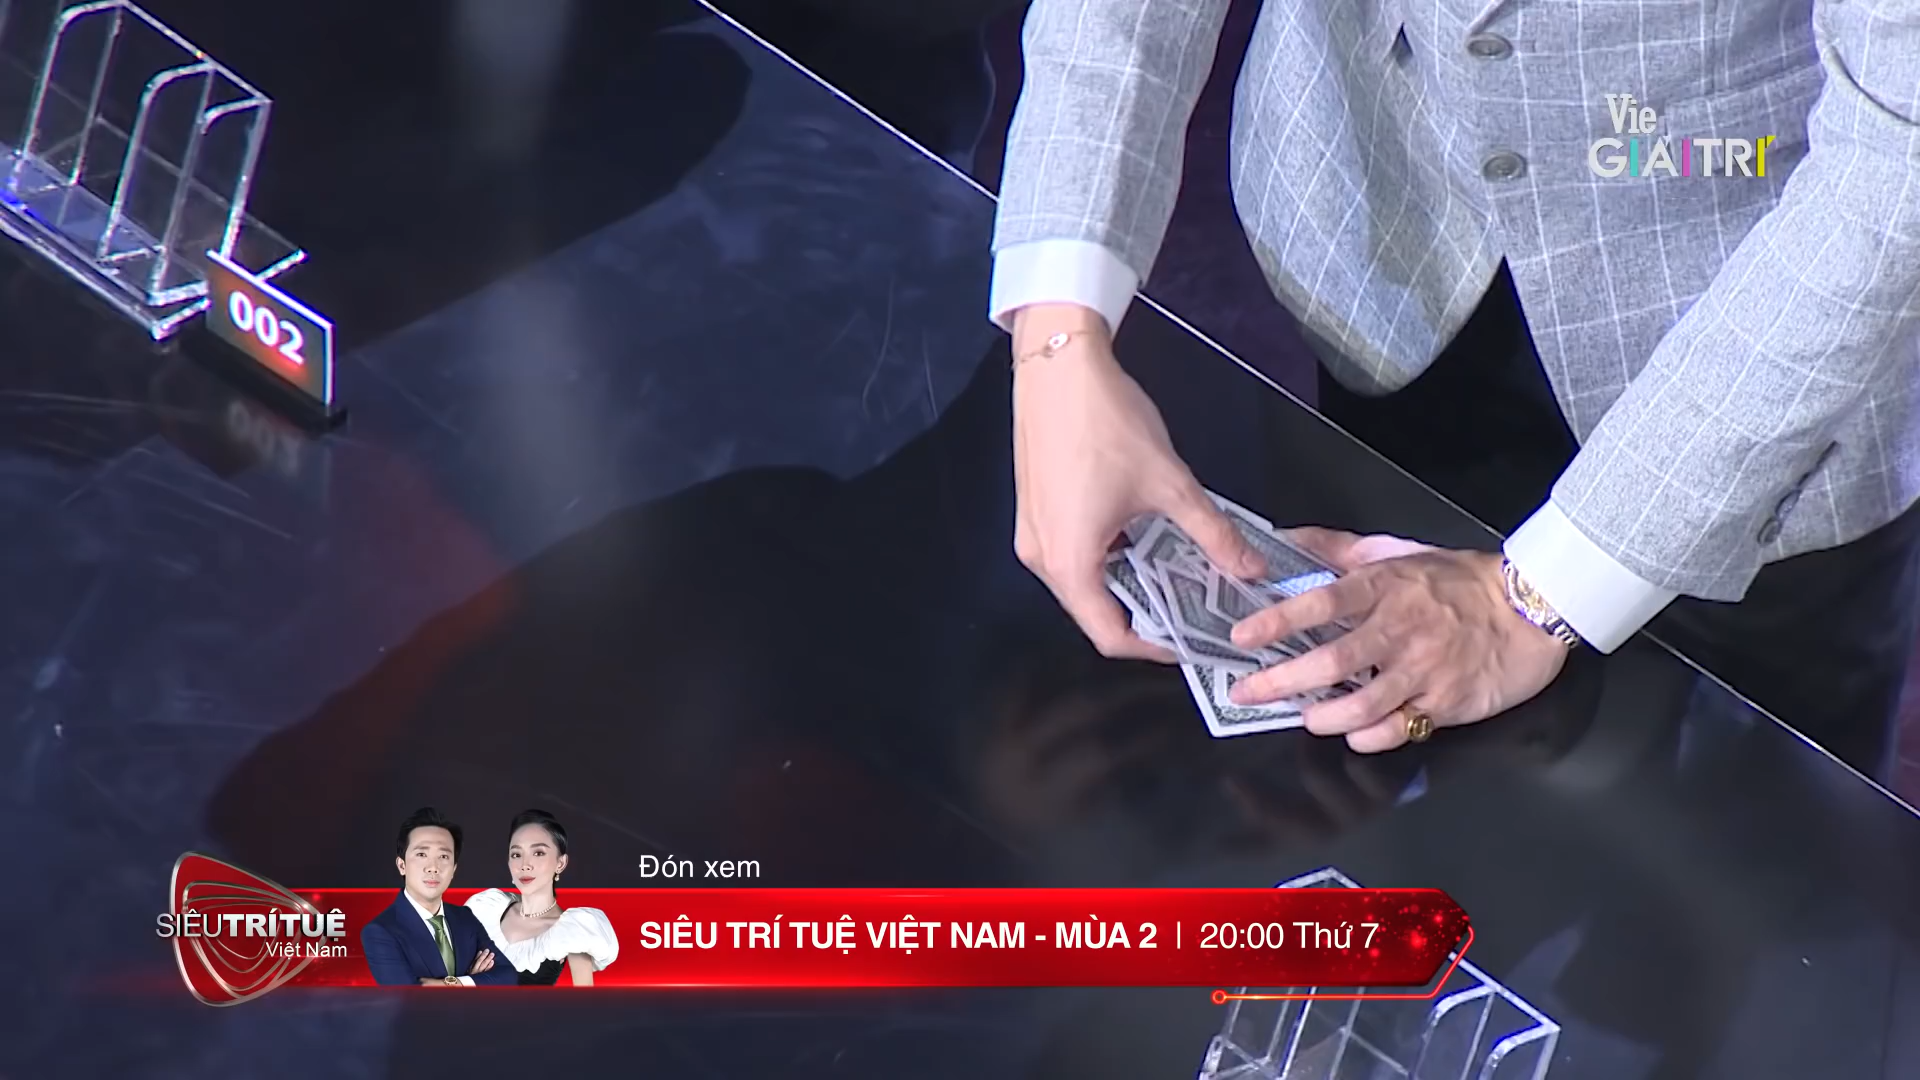 Vie
GIẢI TRÍ
002
Đón xem
SIÊU TRÍ TUỆ VIỆT NAM - MÙA 2 | 20:00 Thứ 7
SIÊU TRÍ TUỆ
Việt Nam